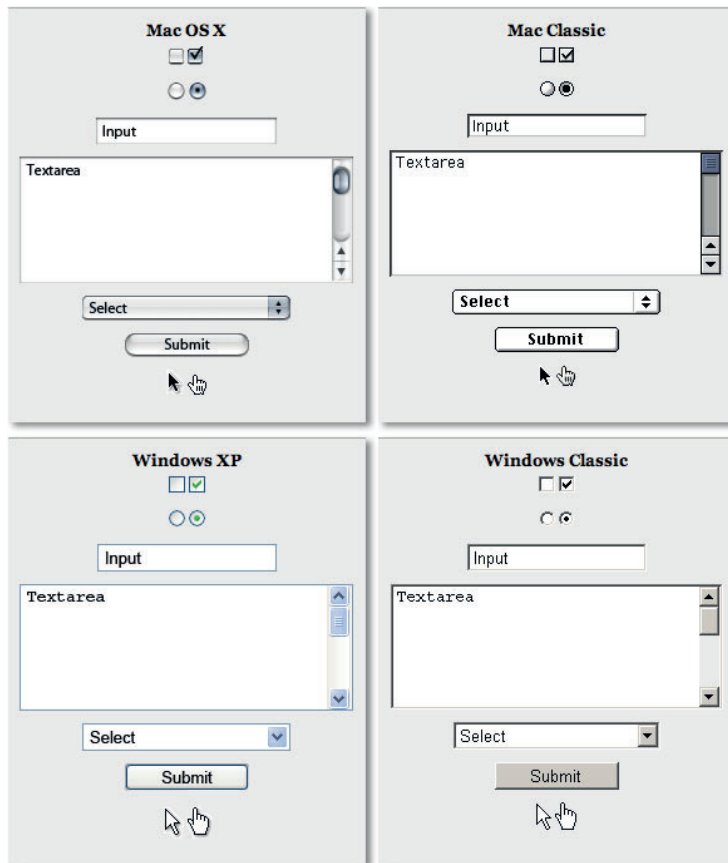 Mac OS X
Input
Textarea
Select
Submit
Mac Classic
Input
Textarea
Select
Submit
Windows XP
Input
Textarea
Select
Submit
Windows Classic
Input
Textarea
Select
Submit